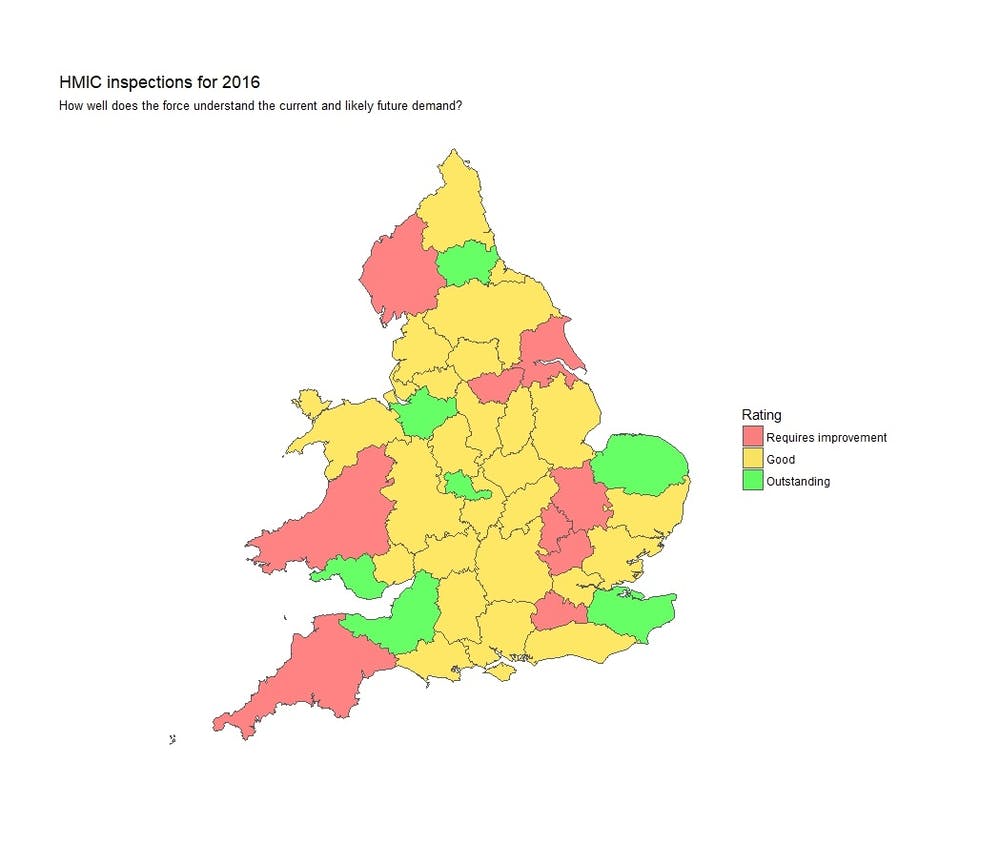 HMIC inspections for 2016
How well does the force understand the current and likely future demand?
Rating
Requires improvement
Good
Outstanding